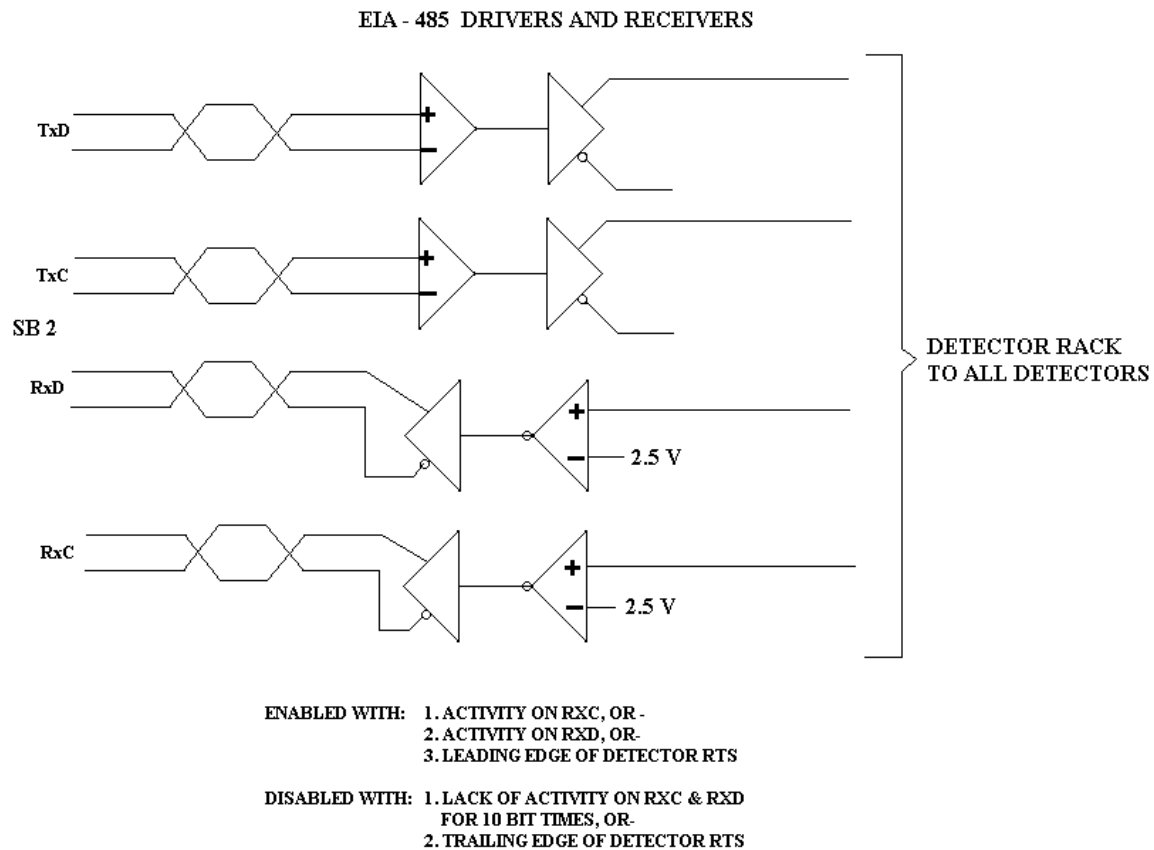 EIA - 485 DRIVERS AND RECEIVERS
TxD
+
−
TxC
+
−
SB 2
DETECTOR RACK
TO ALL DETECTORS
RxD
+
− 2.5 V
RxC
+
− 2.5 V
ENABLED WITH: 1. ACTIVITY ON RXC, OR -
2. ACTIVITY ON RXD, OR-
3. LEADING EDGE OF DETECTOR RTS
DISABLED WITH: 1. LACK OF ACTIVITY ON RXC & RXD
FOR 10 BIT TIMES, OR-
2. TRAILING EDGE OF DETECTOR RTS